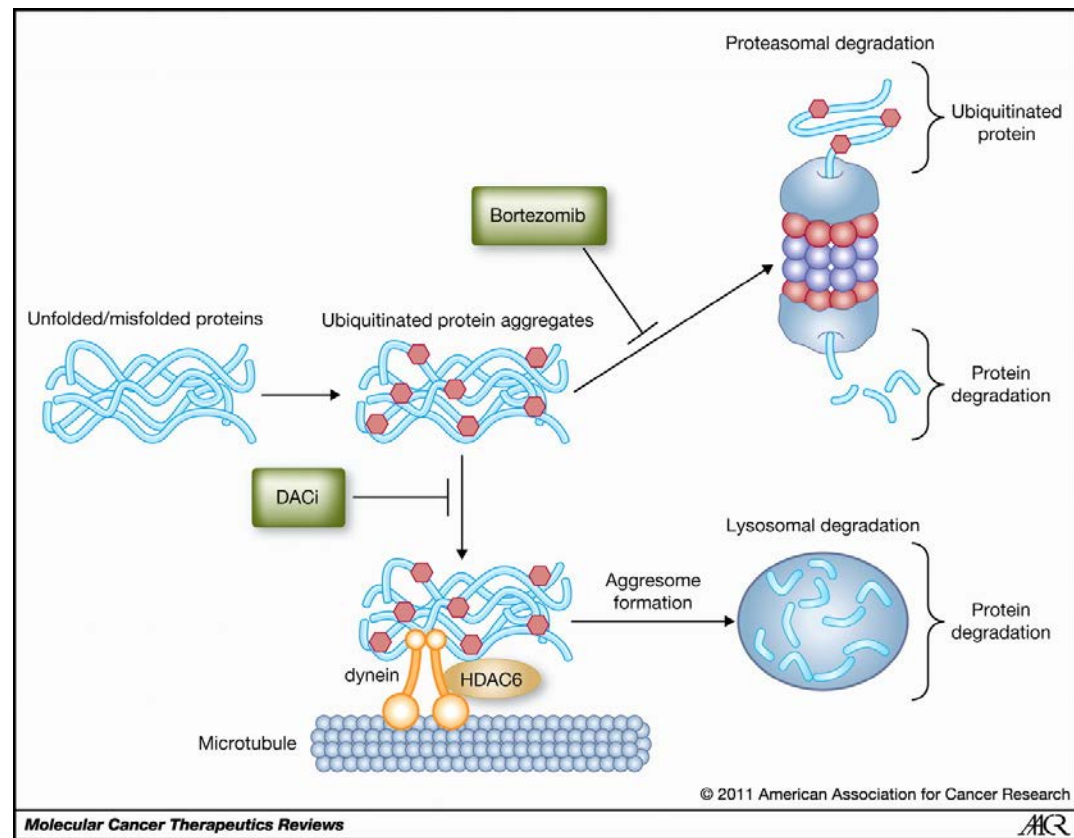 Proteasomal degradation
Ubiquitinated
protein
Bortezomib
Unfolded/misfolded proteins
Ubiquitinated protein aggregates
Protein
degradation
DACi
Lysosomal degradation
Aggresome
formation
Protein
degradation
dynein
HDAC6
Microtubule
© 2011 American Association for Cancer Research
Molecular Cancer Therapeutics Reviews
AACR